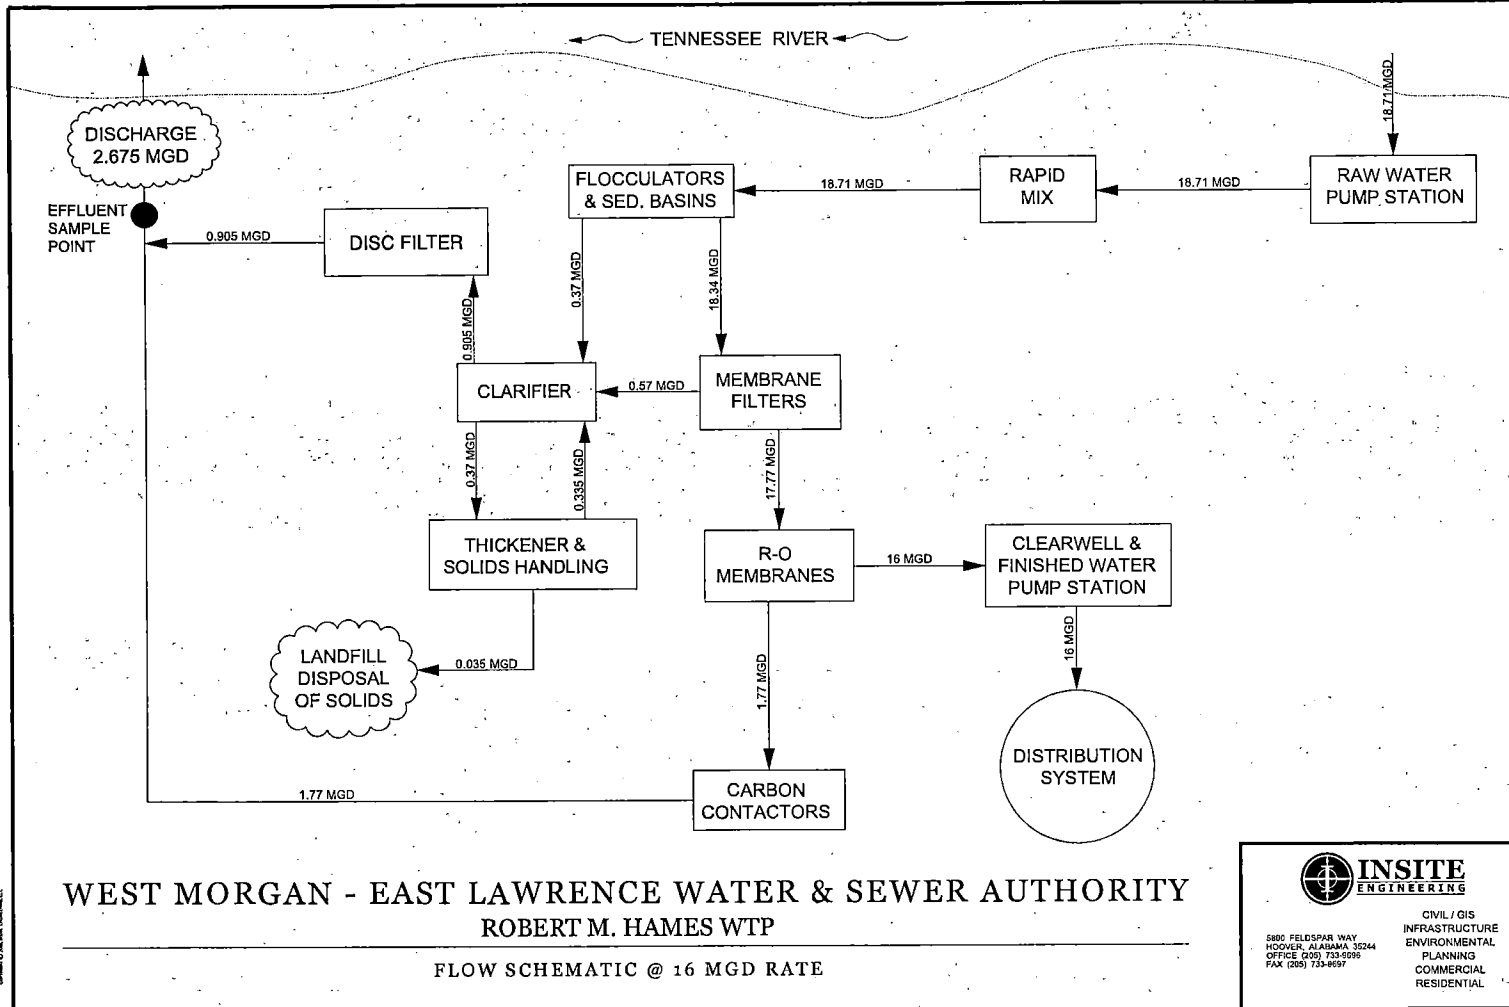 TENNESSEE RIVER
18.71 MGD
DISCHARGE
2.675 MGD
EFFLUENT
SAMPLE
POINT
0.905 MGD
DISC FILTER
FLOCCULATORS
& SED. BASINS
18.71 MGD
RAPID
MIX
18.71 MGD
RAW WATER
PUMP STATION
0.905 MGD
0.37 MGD
18.34 MGD
CLARIFIER
0.57 MGD
MEMBRANE
FILTERS
0.37 MGD
0.335 MGD
17.77 MGD
THICKENER &
SOLIDS HANDLING
R-O
MEMBRANES
16 MGD
CLEARWELL &
FINISHED WATER
PUMP STATION
LANDFILL
DISPOSAL
OF SOLIDS
0.035 MGD
1.77 MGD
16 MGD
DISTRIBUTION
SYSTEM
1.77 MGD
CARBON
CONTACTORS
WEST MORGAN - EAST LAWRENCE WATER & SEWER AUTHORITY
ROBERT M. HAMES WTP
FLOW SCHEMATIC @ 16 MGD RATE
INSITE
ENGINEERING
5800 FELDSPAR WAY
HOOVER, ALABAMA 35244
OFFICE (205) 733-9696
FAX (205) 733-9697
CIVIL / GIS
INFRASTRUCTURE
ENVIRONMENTAL
PLANNING
COMMERCIAL
RESIDENTIAL